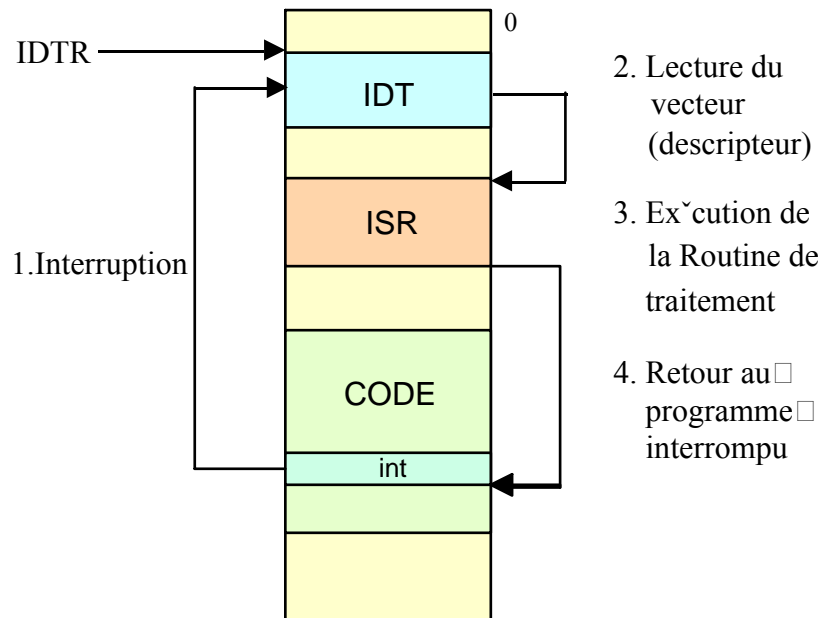 0
IDTR
IDT
2. Lecture du
vecteur
(descripteur)
ISR
3. Exˇcution de
la Routine de
traitement
1.Interruption
CODE
4. Retour au□
programme□
interrompu
int